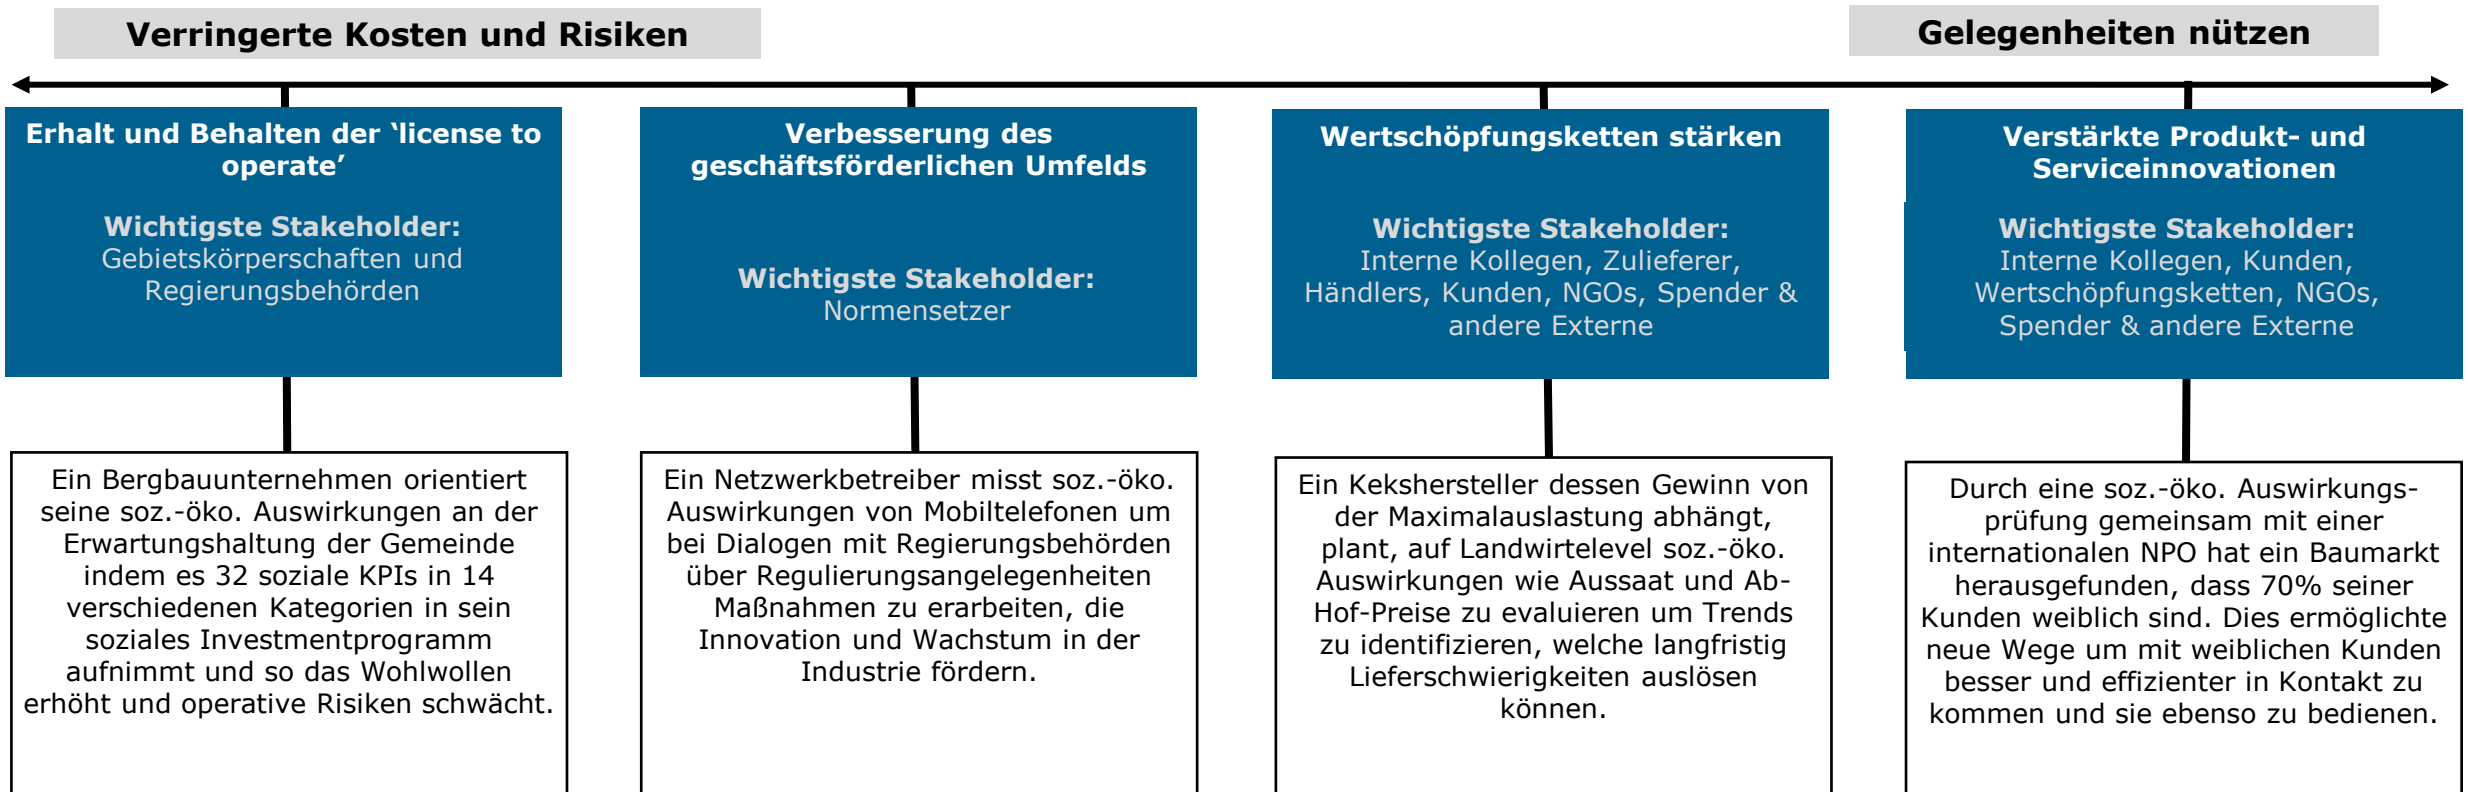 Verringerte Kosten und Risiken
Gelegenheiten nützen
Erhalt und Behalten der ‘license to
operate’
Wichtigste Stakeholder:
Gebietskörperschaften und
Regierungsbehörden
Verbesserung des
geschäftsförderlichen Umfelds
Wichtigste Stakeholder:
Normensetzer
Wertschöpfungsketten stärken
Wichtigste Stakeholder:
Interne Kollegen, Zulieferer,
Händlers, Kunden, NGOs, Spender &
andere Externe
Verstärkte Produkt- und
Serviceinnovationen
Wichtigste Stakeholder:
Interne Kollegen, Kunden,
Wertschöpfungsketten, NGOs,
Spender & andere Externe
Ein Bergbauunternehmen orientiert
seine soz.-öko. Auswirkungen an der
Erwartungshaltung der Gemeinde
indem es 32 soziale KPIs in 14
verschiedenen Kategorien in sein
soziales Investmentprogramm
aufnimmt und so das Wohlwollen
erhöht und operative Risiken schwächt.
Ein Netzwerkbetreiber misst soz.-öko.
Auswirkungen von Mobiltelefonen um
bei Dialogen mit Regierungsbehörden
über Regulierungsangelegenheiten
Maßnahmen zu erarbeiten, die
Innovation und Wachstum in der
Industrie fördern.
Ein Kekshersteller dessen Gewinn von
der Maximalauslastung abhängt,
plant, auf Landwirtelevel soz.-öko.
Auswirkungen wie Aussaat und Ab-
Hof-Preise zu evaluieren um Trends
zu identifizieren, welche langfristig
Lieferschwierigkeiten auslösen
können.
Durch eine soz.-öko. Auswirkungs-
prüfung gemeinsam mit einer
internationalen NPO hat ein Baumarkt
herausgefunden, dass 70% seiner
Kunden weiblich sind. Dies ermöglichte
neue Wege um mit weiblichen Kunden
besser und effizienter in Kontakt zu
kommen und sie ebenso zu bedienen.